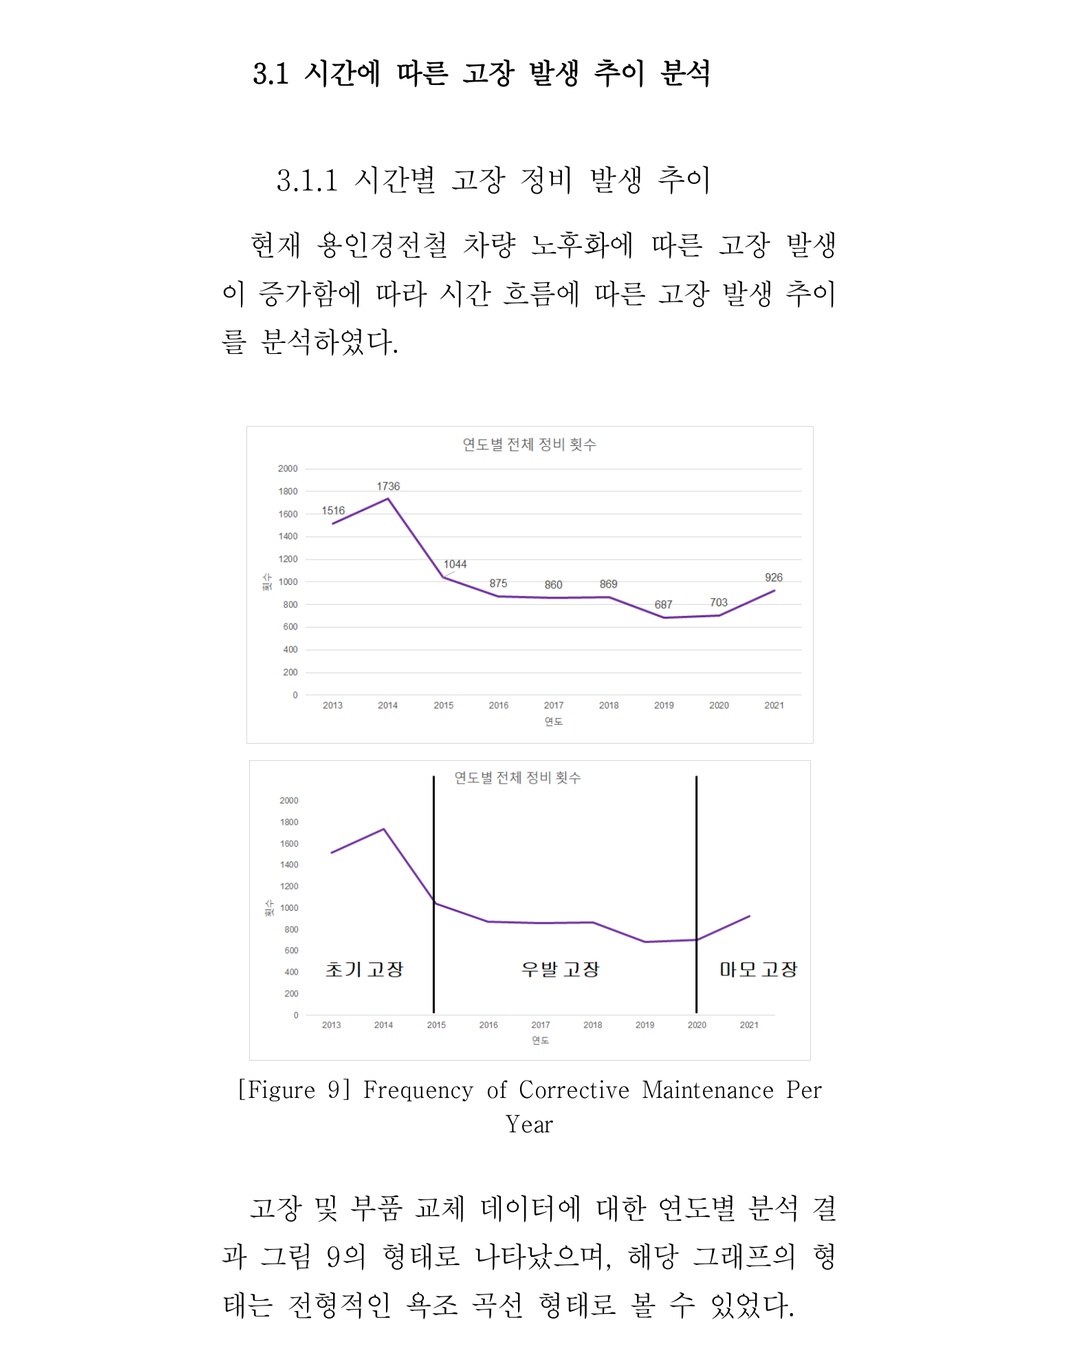 3.1 시간에 따른 고장 발생 추이 분석
3.1.1 시간별 고장 정비 발생 추이
현재 용인경전철 차량 노후화에 따른 고장 발생
이 증가함에 따라 시간 흐름에 따른 고장 발생 추이
를 분석하였다.
연도별 전체 정비 횟수
2000
1800
1600
1400
1200
1000
800
600
400
200
0
횟수
1516
1736
1044
875
860
869
687
703
926
2013 2014 2015 2016 2017 2018 2019 2020 2021
연도
연도별 전체 정비 횟수
2000
1800
1600
1400
1200
1000
800
600
400
200
0
횟수
초기 고장 우발 고장 마모 고장
2013 2014 2015 2016 2017 2018 2019 2020 2021
연도
[Figure 9] Frequency of Corrective Maintenance Per
Year
고장 및 부품 교체 데이터에 대한 연도별 분석 결
과 그림 9의 형태로 나타났으며, 해당 그래프의 형
태는 전형적인 욕조 곡선 형태로 볼 수 있었다.